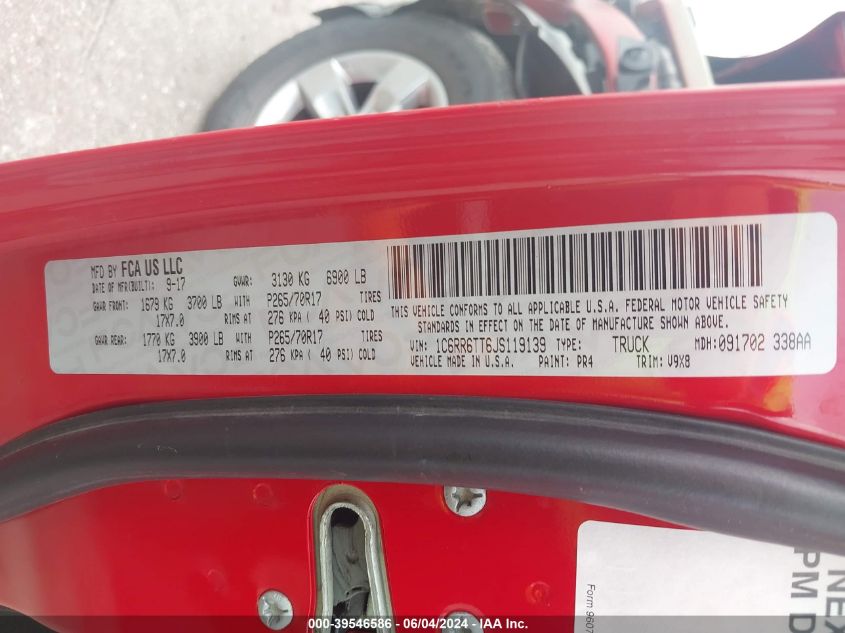 MFD BY FCA US LLC
DATE OF MFR(BUILT): 9-17 GVWR: 3130 KG 6900 LB
GAWR FRONT: 1679 KG 3700 LB WITH P265/70R17 TIRES
17X7.0 RIMS AT 276 KPA ( 40 PSI) COLD
GAWR REAR: 1770 KG 3900 LB WITH P265/70R17 TIRES
17X7.0 RIMS AT 276 KPA ( 40 PSI) COLD
THIS VEHICLE CONFORMS TO ALL APPLICABLE U.S.A. FEDERAL MOTOR VEHICLE SAFETY
STANDARDS IN EFFECT ON THE DATE OF MANUFACTURE SHOWN ABOVE.
VIN: 1C6RR6TT6JS119139 TYPE: TRUCK MDH:091702 338AA
VEHICLE MADE IN U.S.A. PAINT: PR4 TRIM: V9X8
NEX
PM D
Form 9607
000-39546586 - 06/04/2024 - IAA Inc.